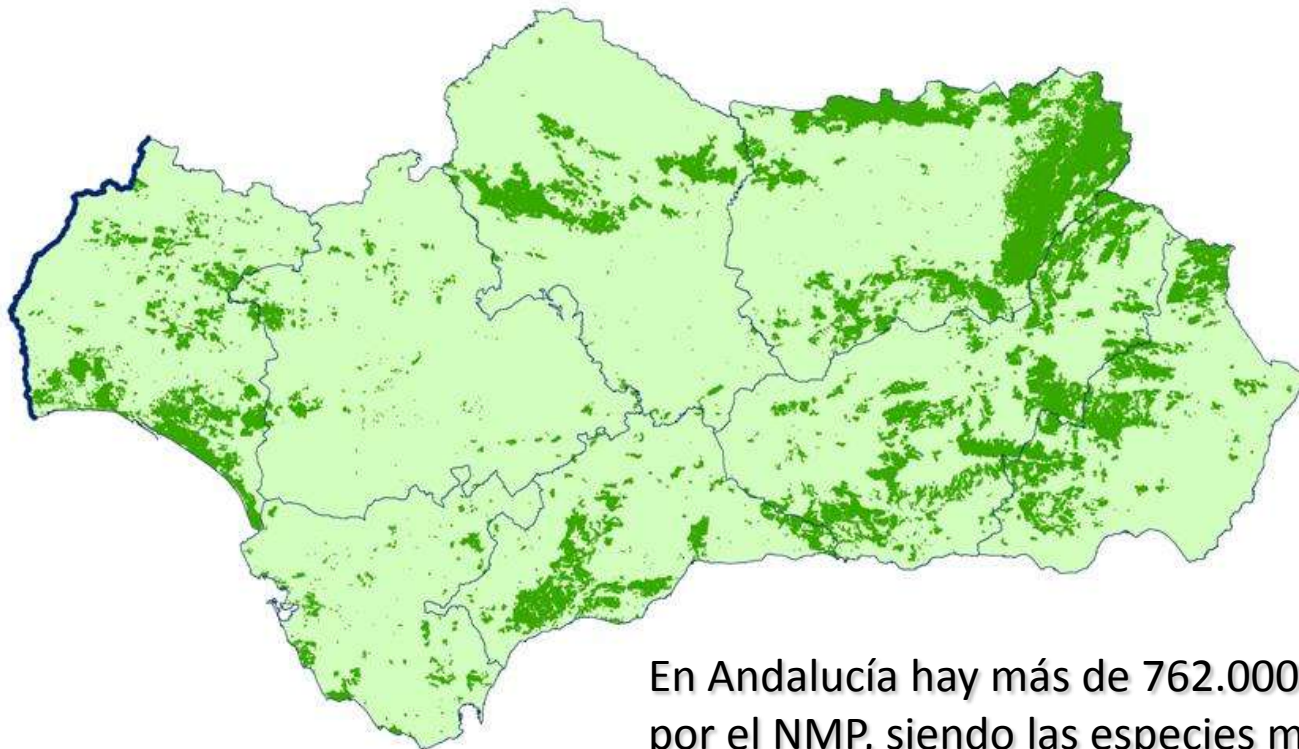 En Andalucía hay más de 762.000
por el NMP, siendo las especies m